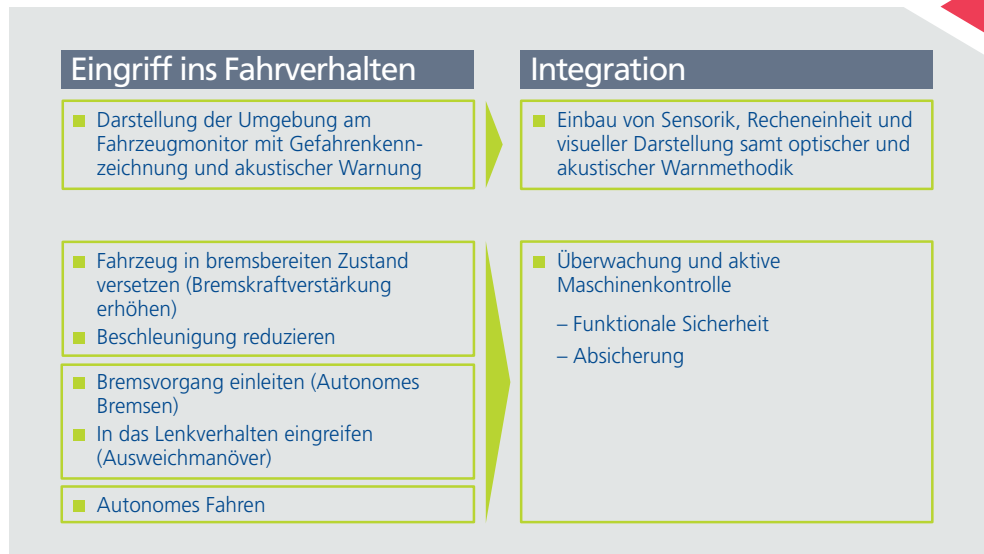 Eingriff ins Fahrverhalten
Darstellung der Umgebung am
Fahrzeugmonitor mit Gefahrenkenn-
zeichnung und akustischer Warnung
Fahrzeug in bremsbereiten Zustand
versetzen (Bremskraftverstärkung
erhöhen)
Beschleunigung reduzieren
Bremsvorgang einleiten (Autonomes
Bremsen)
In das Lenkverhalten eingreifen
(Ausweichmanöver)
Autonomes Fahren
Integration
Einbau von Sensorik, Recheneinheit und
visueller Darstellung samt optischer und
akustischer Warnmethodik
Überwachung und aktive
Maschinenkontrolle
– Funktionale Sicherheit
– Absicherung